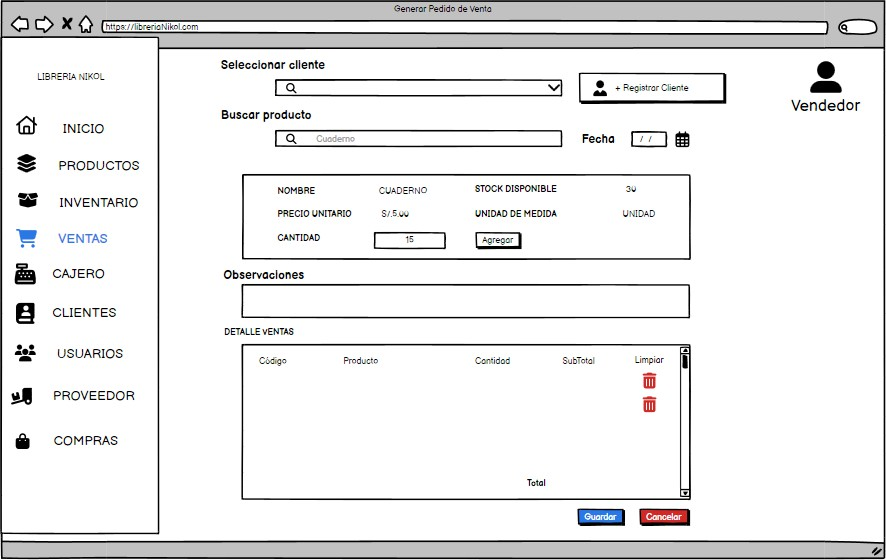 Generar Pedido de Venta
https://libreriaNikol.com
LIBRERIA NIKOL
INICIO
PRODUCTOS
INVENTARIO
VENTAS
CAJERO
CLIENTES
USUARIOS
PROVEEDOR
COMPRAS
Seleccionar cliente
+ Registrar Cliente
Vendedor
Buscar producto
Cuaderno
Fecha / /
NOMBRE CUADERNO STOCK DISPONIBLE 30
PRECIO UNITARIO S/.5.00 UNIDAD DE MEDIDA UNIDAD
CANTIDAD 15 Agregar
Observaciones
DETALLE VENTAS
Código Producto Cantidad SubTotal Limpiar
Total
Guardar Cancelar